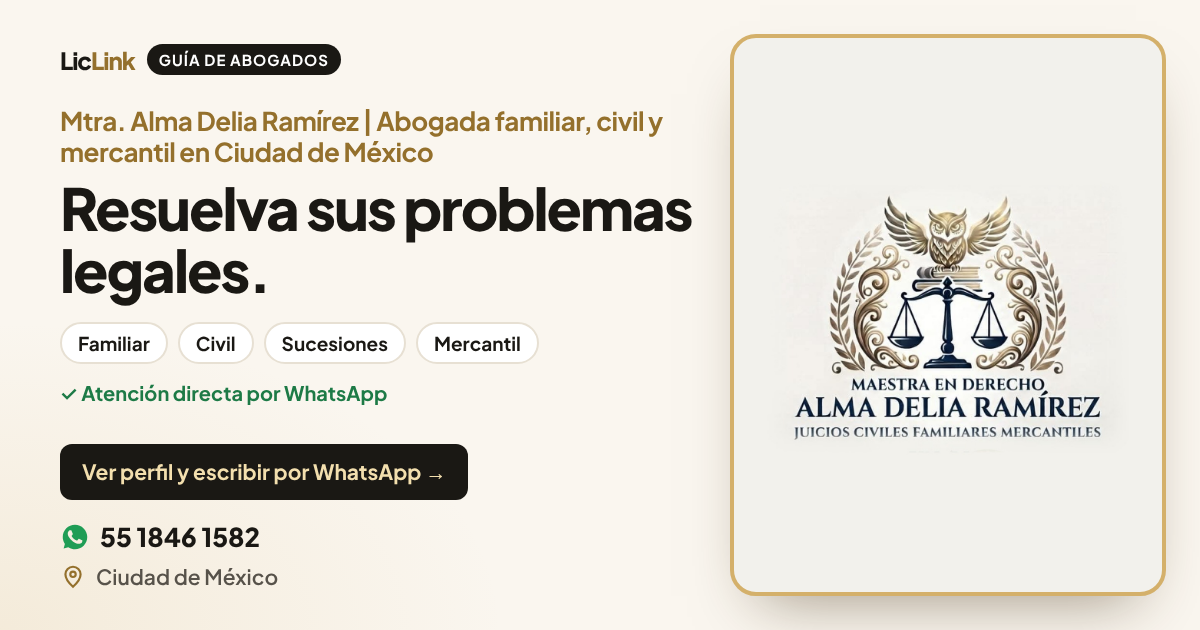 LicLink GUÍA DE ABOGADOS
Mtra. Alma Delia Ramírez | Abogada familiar, civil y
mercantil en Ciudad de México
Resuelva sus problemas
legales.
Familiar Civil Sucesiones Mercantil
✓ Atención directa por WhatsApp
Ver perfil y escribir por WhatsApp →
55 1846 1582
Ciudad de México
MAESTRA EN DERECHO
ALMA DELIA RAMÍREZ
JUICIOS CIVILES FAMILIARES MERCANTILES